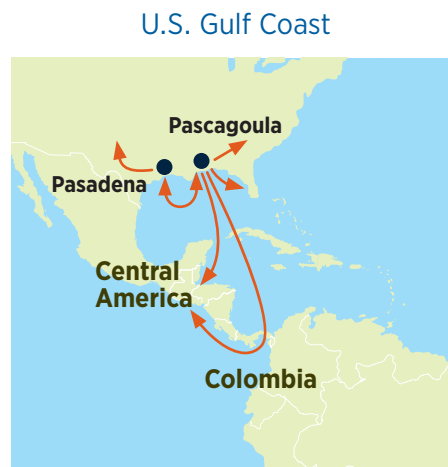 U.S. Gulf Coast
Pascagoula
Pasadena
Central
America
Colombia